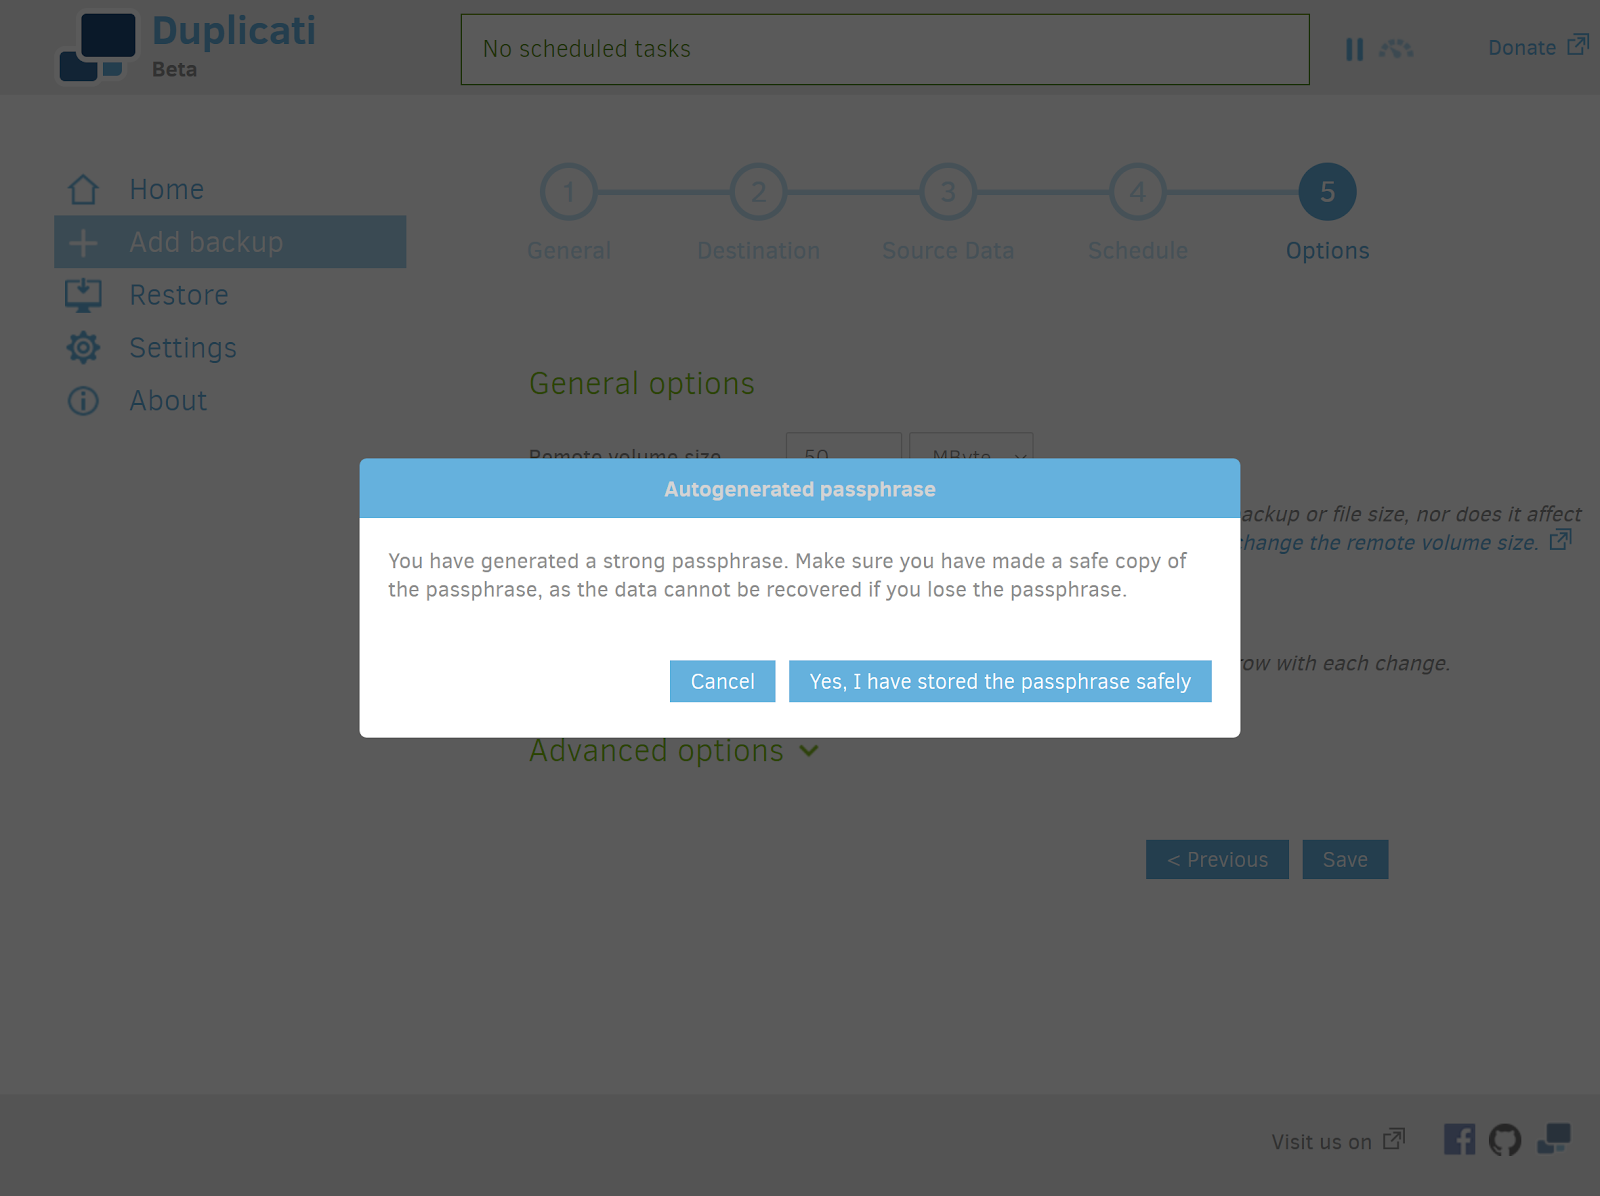 Duplicati
Beta
No scheduled tasks
Donate
Home
Add backup
Restore
Settings
About
1
2
3
4
5
General
Destination
Source Data
Schedule
Options
General options
Remote volume size
50
MByte
Autogenerated passphrase
ackup or file size, nor does it affect
change the remote volume size.
You have generated a strong passphrase. Make sure you have made a safe copy of
the passphrase, as the data cannot be recovered if you lose the passphrase.
row with each change.
Cancel
Yes, I have stored the passphrase safely
Advanced options
< Previous
Save
Visit us on